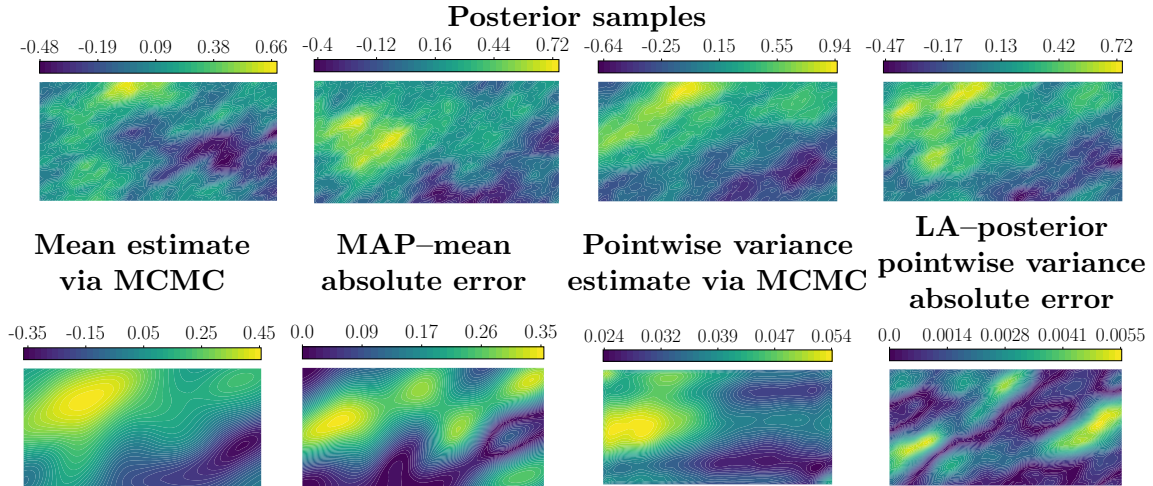 Posterior samples
-0.48 -0.19 0.09 0.38 0.66
-0.4 -0.12 0.16 0.44 0.72
-0.64 -0.25 0.15 0.55 0.94
-0.47 -0.17 0.13 0.42 0.72
Mean estimate
via MCMC
MAP–mean
absolute error
Pointwise variance
estimate via MCMC
LA–posterior
pointwise variance
absolute error
-0.35 -0.15 0.05 0.25 0.45
0.0 0.09 0.17 0.26 0.35
0.024 0.032 0.039 0.047 0.054
0.0 0.0014 0.0028 0.0041 0.0055